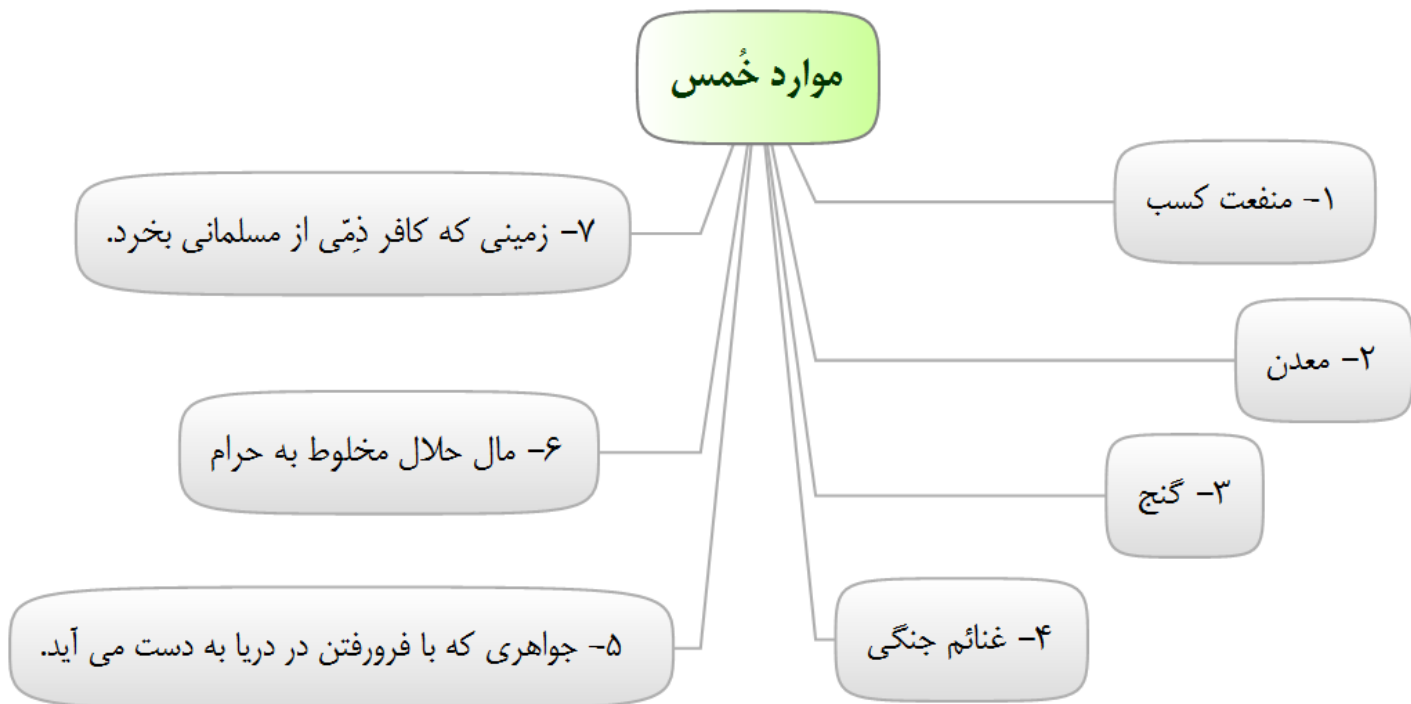 موارد خُمس
۱- منفعت کسب
۲- معدن
۳- گنج
۴- غنائم جنگی
۵- جواهری که با فرورفتن در دریا به دست می آید.
۶- مال حلال مخلوط به حرام
۷- زمینی که کافر ذِمّی از مسلمانی بخرد.